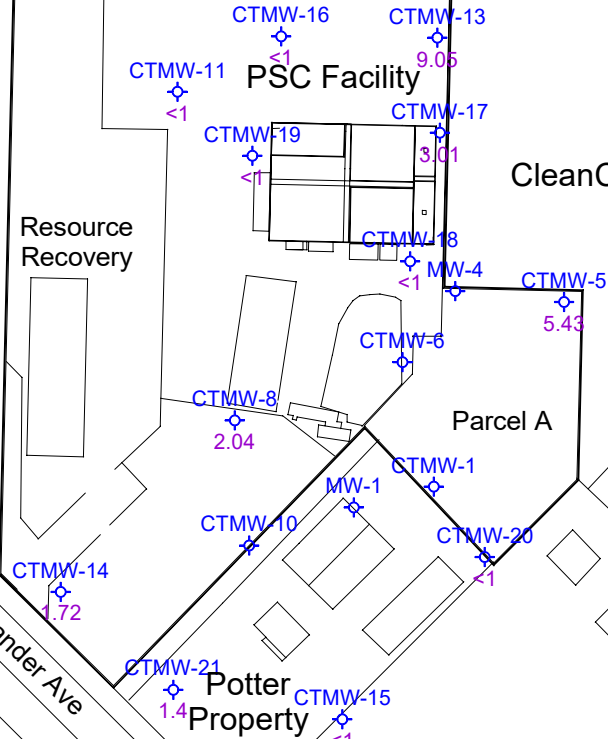 CTMW-16
<1
CTMW-13
9.05
PSC Facility
CTMW-11
<1
CTMW-17
3.01
CTMW-19
<1
Resource
Recovery
CTMW-18
<1
MW-4
CTMW-5
5.43
CTMW-6
CTMW-8
2.04
Parcel A
CTMW-1
MW-1
CTMW-10
CTMW-20
<1
CTMW-14
1.72
CTMW-21
1.4
Potter
Property
CTMW-15
<1
Ave